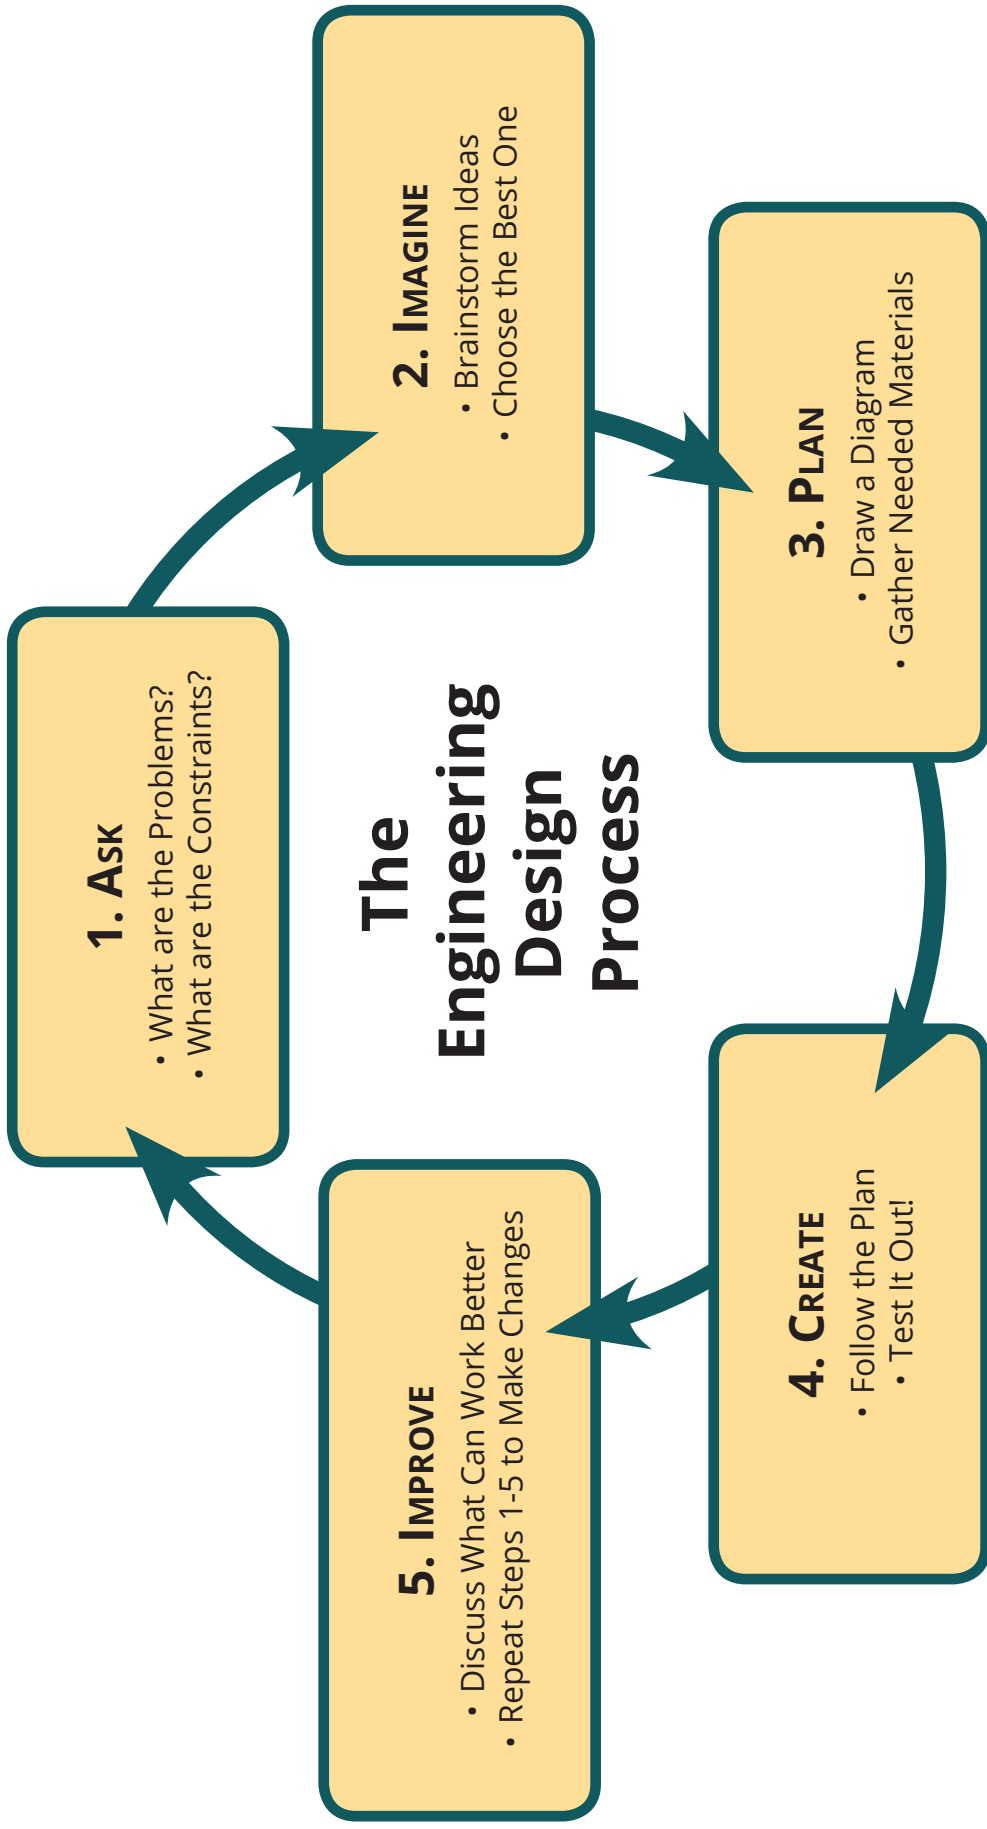 1. Ask
• What are the Problems?
• What are the Constraints?
2. Imagine
• Brainstorm Ideas
• Choose the Best One
3. Plan
• Draw a Diagram
• Gather Needed Materials
4. Create
• Follow the Plan
• Test It Out!
5. Improve
• Discuss What Can Work Better
• Repeat Steps 1-5 to Make Changes
The
Engineering
Design
Process